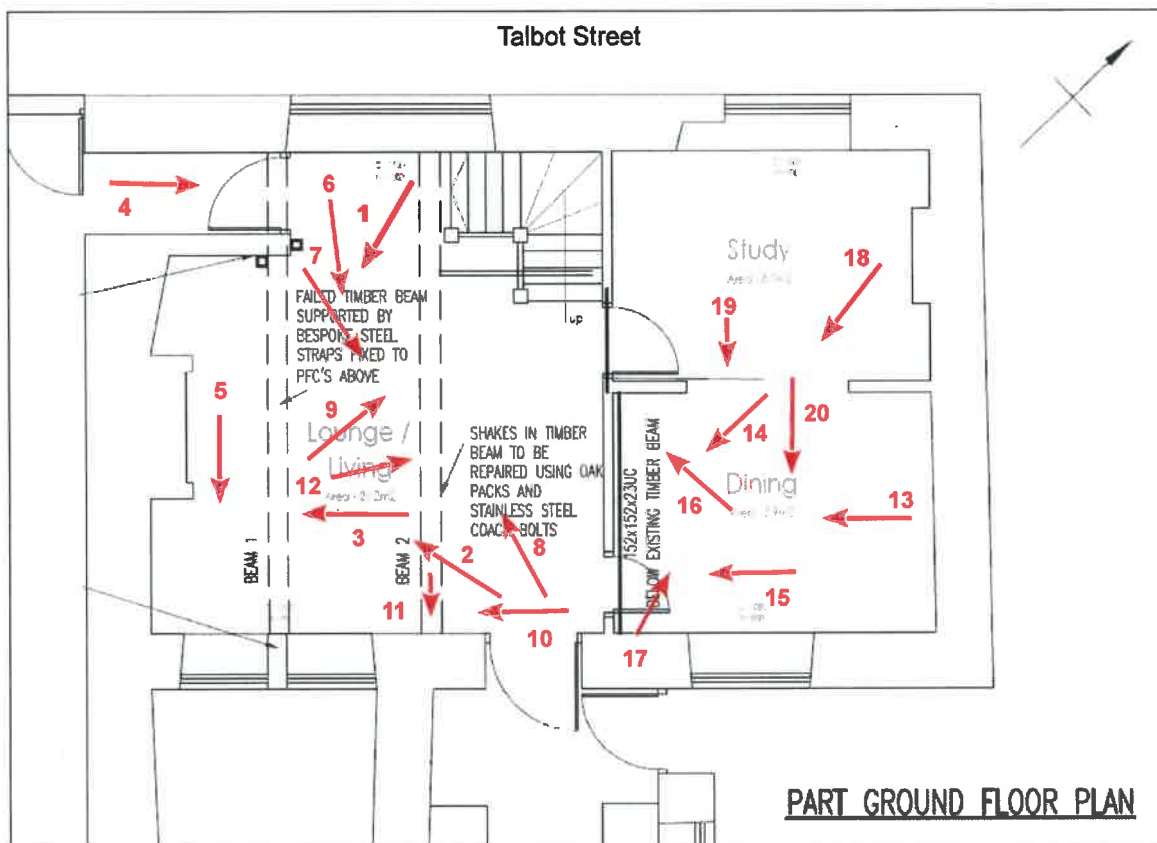 Talbot Street
4
6
1
7
FAILED TIMBER BEAM
SUPPORTED BY
BESPOKE STEEL
STRAPS FIXED TO
PFC'S ABOVE
up
Study
18
19
5
9
Lounge /
Living
12
3
SHAKES IN TIMBER
BEAM TO BE
REPAIRED USING OAK
PACKS AND
STAINLESS STEEL
COACH BOLTS
152x152x23UC
BELOW EXISTING TIMBER BEAM
14
20
16
Dining
13
BEAM 1
BEAM 2
2
8
11
10
15
17
PART GROUND FLOOR PLAN